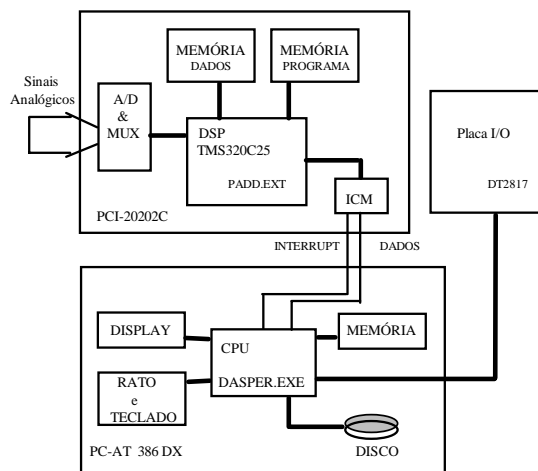 MEMÓRIA
DADOS
MEMÓRIA
PROGRAMA
Sinais
Analógicos
A/D
&
MUX
DSP
TMS320C25
PADD.EXT
Placa I/O
DT2817
ICM
PCI-20202C
INTERRUPT
DADOS
DISPLAY
CPU
DASPER.EXE
MEMÓRIA
RATO
e
TECLADO
DISCO
PC-AT 386 DX